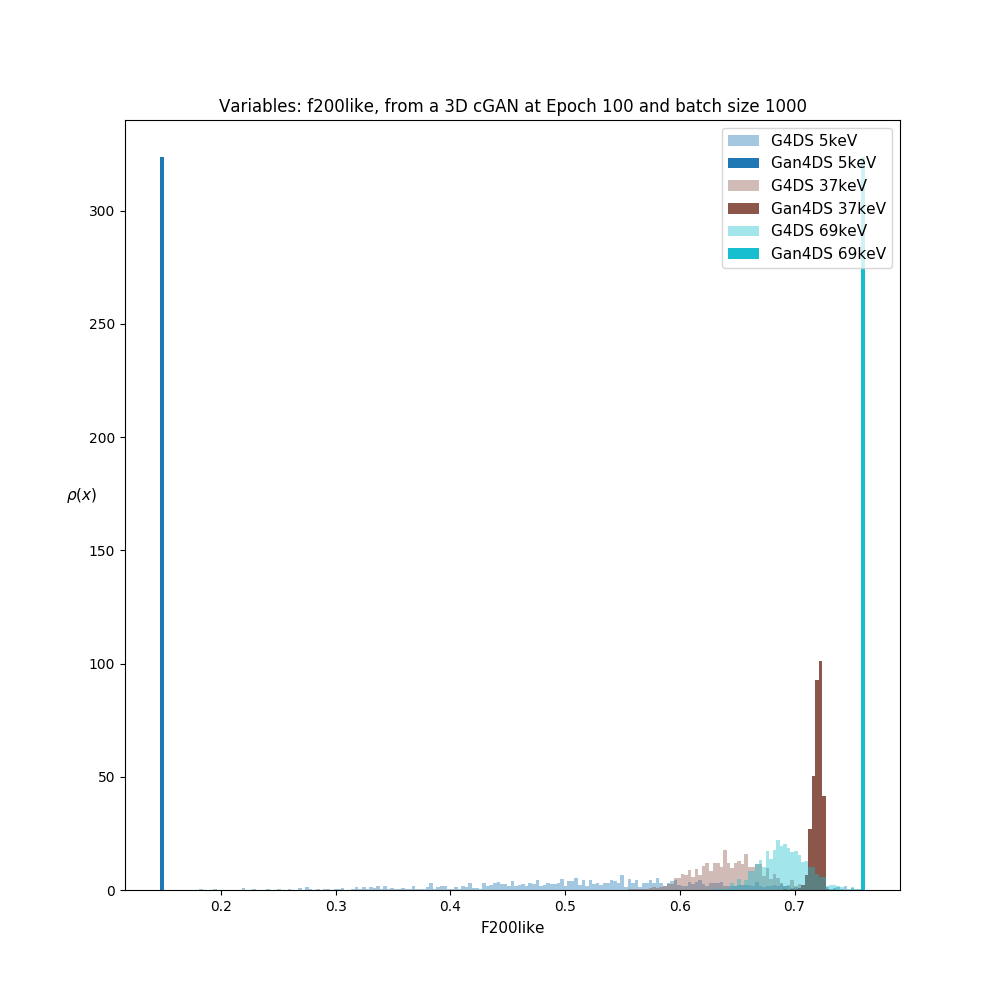 Variables: f200like, from a 3D cGAN at Epoch 100 and batch size 1000
G4DS 5keV
Gan4DS 5keV
G4DS 37keV
Gan4DS 37keV
G4DS 69keV
Gan4DS 69keV
300
250
200
150
100
50
0
ρ(x)
0.2 0.3 0.4 0.5 0.6 0.7
F200like